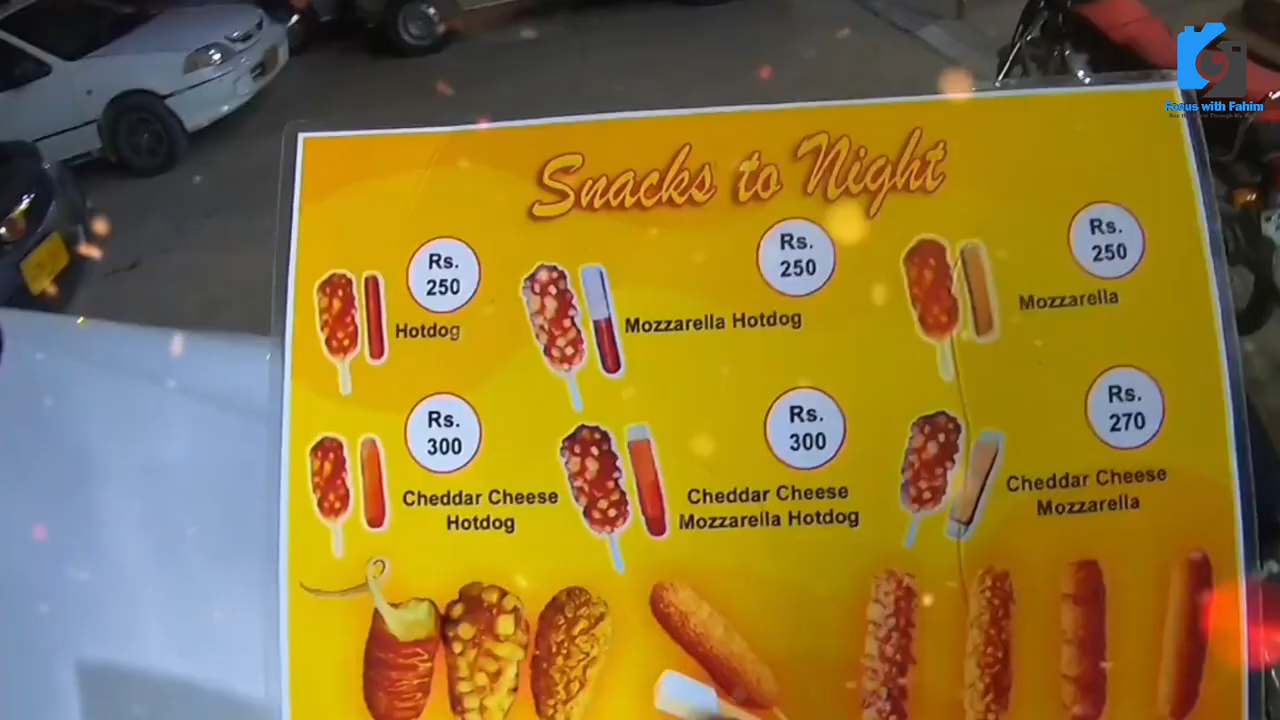 Focus with Fahim
Snacks to Night
Rs.
250
Hotdog
Rs.
250
Mozzarella Hotdog
Rs.
250
Mozzarella
Rs.
300
Cheddar Cheese
Hotdog
Rs.
300
Cheddar Cheese
Mozzarella Hotdog
Rs.
270
Cheddar Cheese
Mozzarella